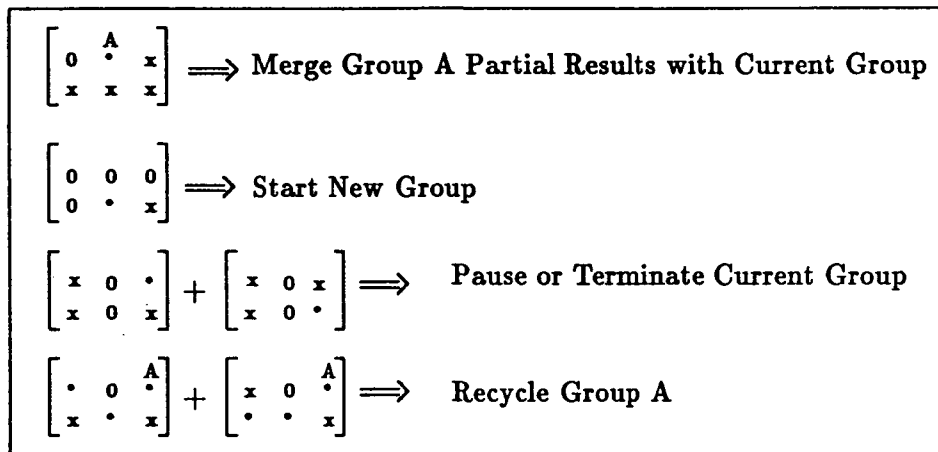 A
0 • x ⟹ Merge Group A Partial Results with Current Group
x x x
0 0 0 ⟹ Start New Group
0 • x
x 0 • + x 0 x ⟹ Pause or Terminate Current Group
x 0 x x 0 •
A A
• 0 • + x 0 • ⟹ Recycle Group A
x • x • • x